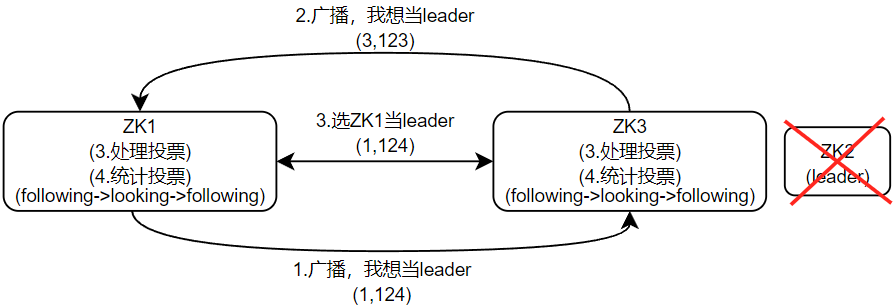 2.广播，我想当leader
(3,123)
ZK1
(3.处理投票)
(4.统计投票)
(following->looking->following)
3.选ZK1当leader
(1,124)
ZK3
(3.处理投票)
(4.统计投票)
(following->looking->following)
ZK2
(leader)
1.广播，我想当leader
(1,124)